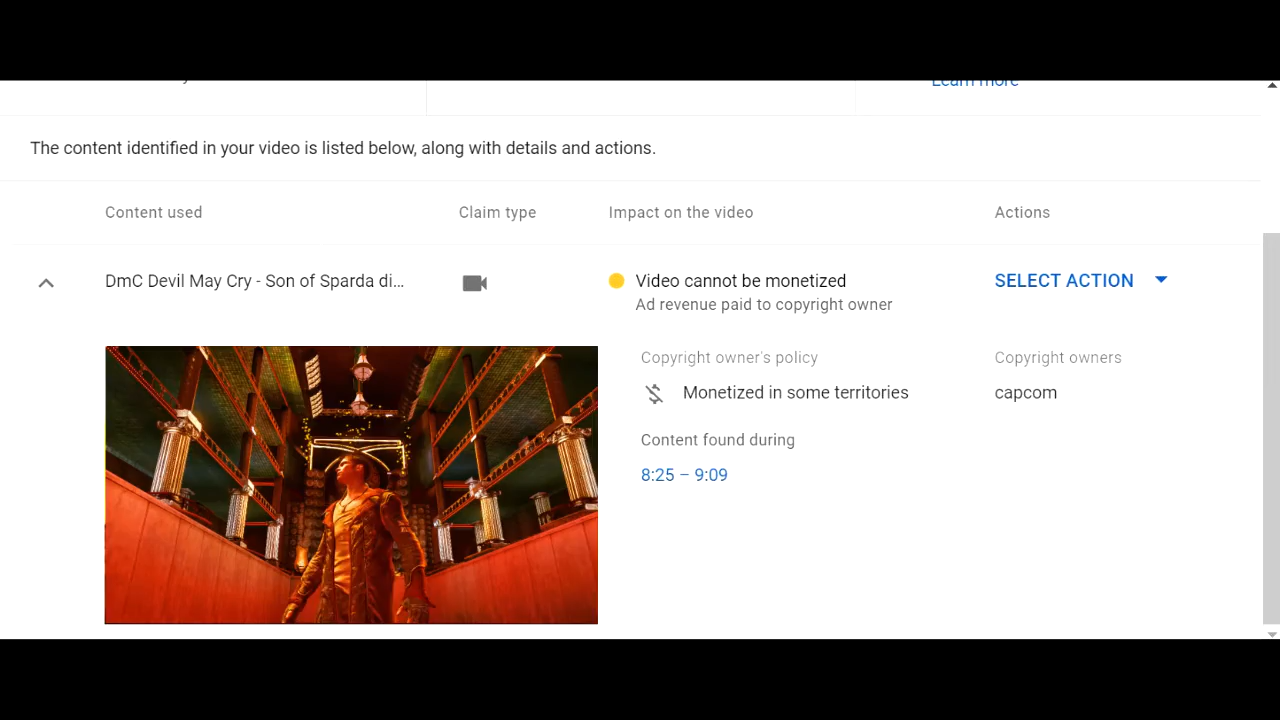 Learn more
The content identified in your video is listed below, along with details and actions.
Content used Claim type Impact on the video Actions
DmC Devil May Cry - Son of Sparda di... Video cannot be monetized SELECT ACTION
Ad revenue paid to copyright owner
Copyright owner's policy Copyright owners
Monetized in some territories capcom
Content found during
8:25 – 9:09